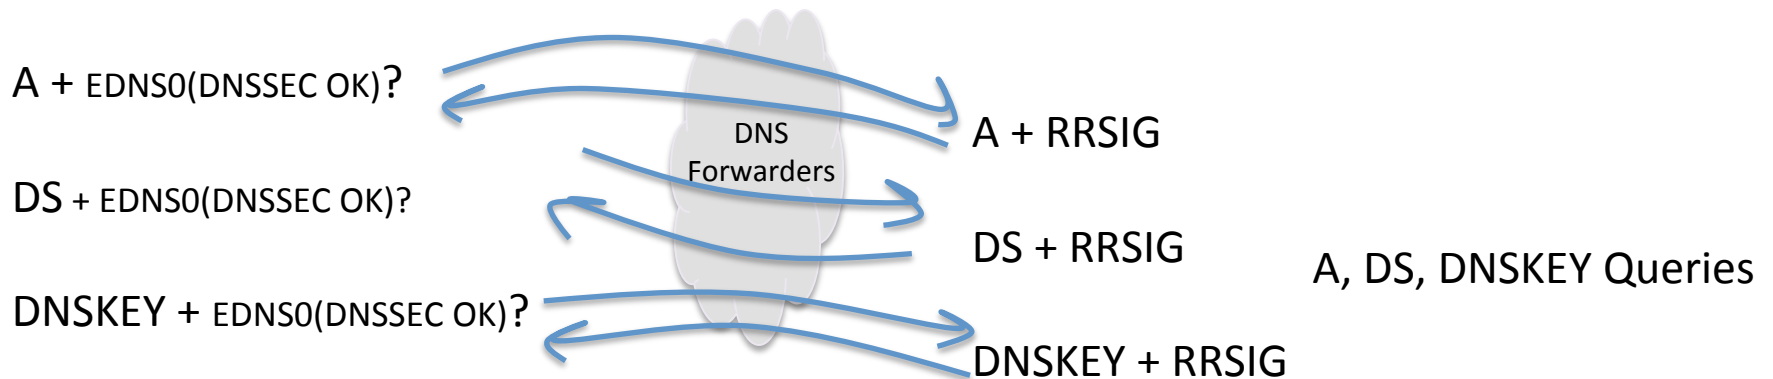 A + EDNS0(DNSSEC OK)?
DNS
Forwarders
A + RRSIG
DS + EDNS0(DNSSEC OK)?
DS + RRSIG
A, DS, DNSKEY Queries
DNSKEY + EDNS0(DNSSEC OK)?
DNSKEY + RRSIG